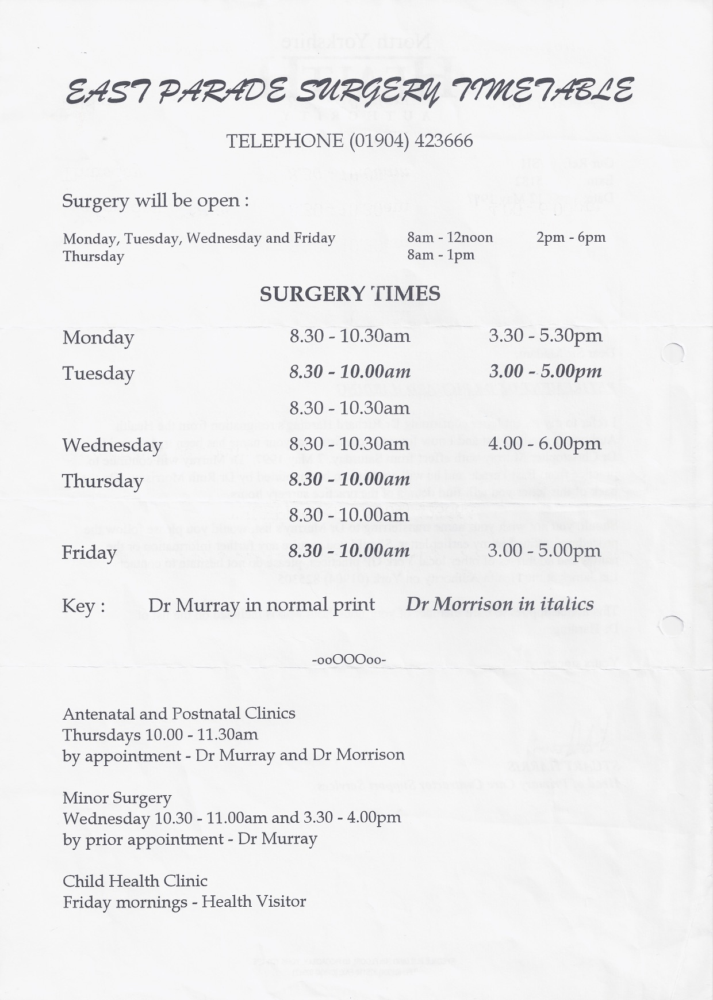 EAST PARADE SURGERY TIMETABLE
TELEPHONE (01904) 423666
Surgery will be open :
Monday, Tuesday, Wednesday and Friday 8am - 12noon 2pm - 6pm
Thursday 8am - 1pm
SURGERY TIMES
Monday 8.30 - 10.30am 3.30 - 5.30pm
Tuesday 8.30 - 10.00am 3.00 - 5.00pm
8.30 - 10.30am
Wednesday 8.30 - 10.30am 4.00 - 6.00pm
Thursday 8.30 - 10.00am
8.30 - 10.00am
Friday 8.30 - 10.00am 3.00 - 5.00pm
Key : Dr Murray in normal print Dr Morrison in italics
-ooOOOoo-
Antenatal and Postnatal Clinics
Thursdays 10.00 - 11.30am
by appointment - Dr Murray and Dr Morrison
Minor Surgery
Wednesday 10.30 - 11.00am and 3.30 - 4.00pm
by prior appointment - Dr Murray
Child Health Clinic
Friday mornings - Health Visitor